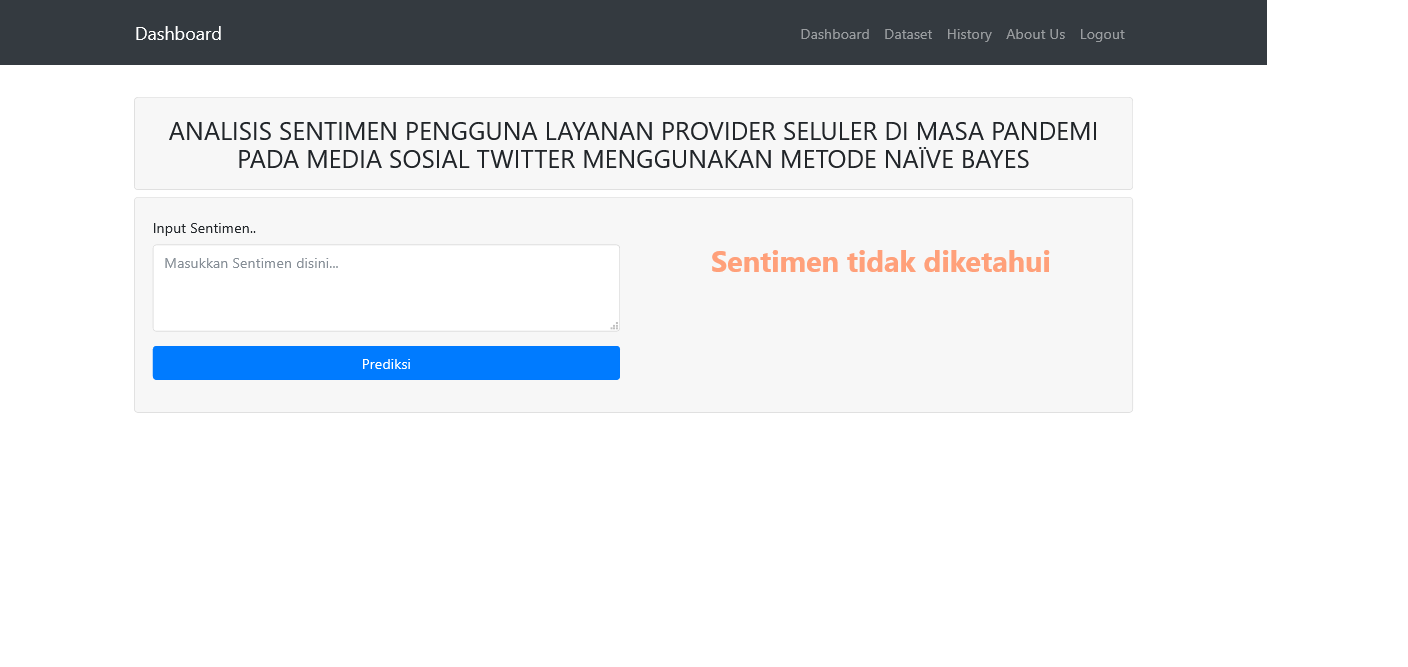 Dashboard
Dashboard Dataset History About Us Logout
ANALISIS SENTIMEN PENGGUNA LAYANAN PROVIDER SELULER DI MASA PANDEMI
PADA MEDIA SOSIAL TWITTER MENGGUNAKAN METODE NAÏVE BAYES
Input Sentimen..
Masukkan Sentimen disini...
Prediksi
Sentimen tidak diketahui